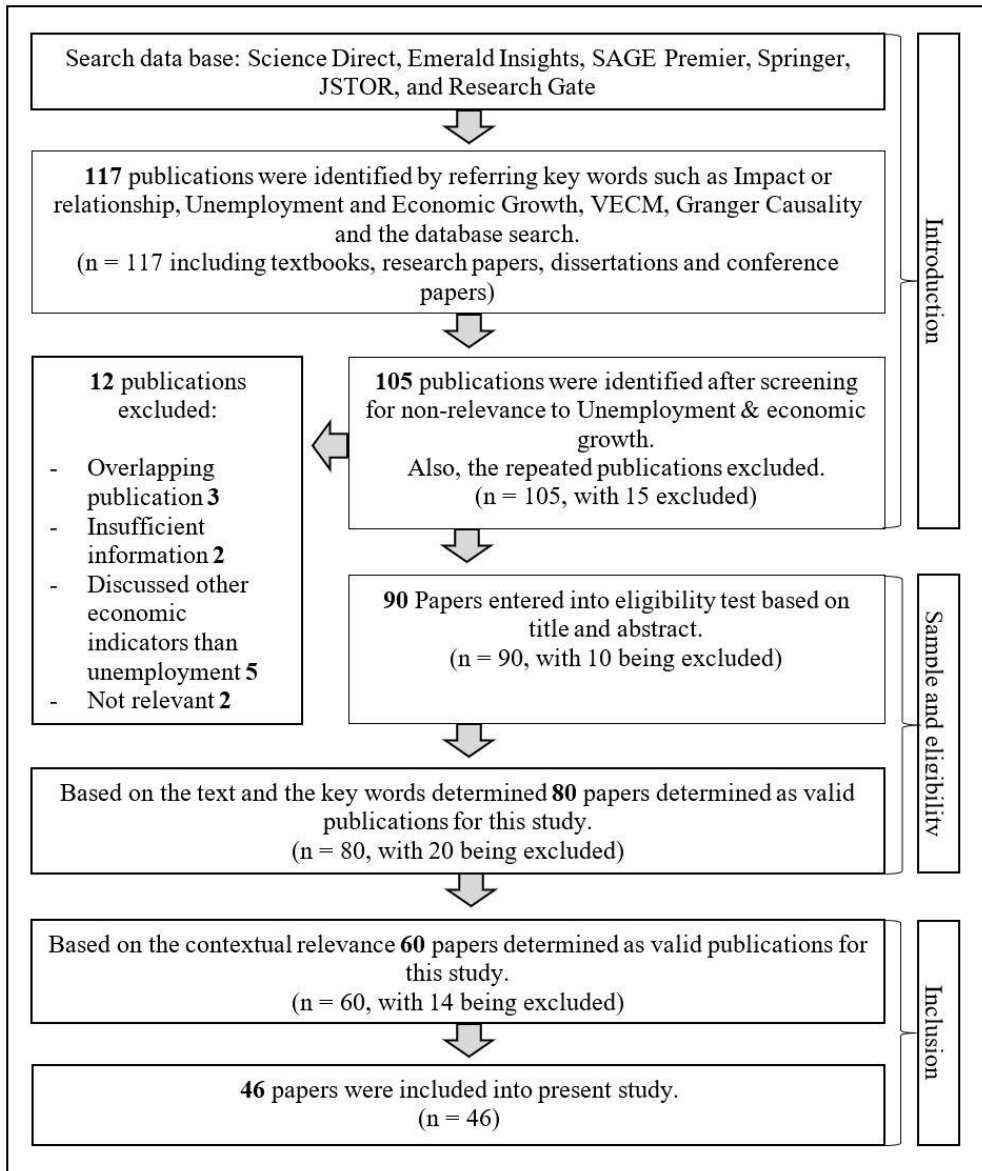 Search data base: Science Direct, Emerald Insights, SAGE Premier, Springer,
JSTOR, and Research Gate
117 publications were identified by referring key words such as Impact or
relationship, Unemployment and Economic Growth, VECM, Granger Causality
and the database search.
(n = 117 including textbooks, research papers, dissertations and conference
papers)
Introduction
12 publications
excluded:
- Overlapping
publication 3
- Insufficient
information 2
- Discussed other
economic
indicators than
unemployment 5
- Not relevant 2
105 publications were identified after screening
for non-relevance to Unemployment & economic
growth.
Also, the repeated publications excluded.
(n = 105, with 15 excluded)
90 Papers entered into eligibility test based on
title and abstract.
(n = 90, with 10 being excluded)
Sample and eligibility
Based on the text and the key words determined 80 papers determined as valid
publications for this study.
(n = 80, with 20 being excluded)
Based on the contextual relevance 60 papers determined as valid publications for
this study.
(n = 60, with 14 being excluded)
Inclusion
46 papers were included into present study.
(n = 46)